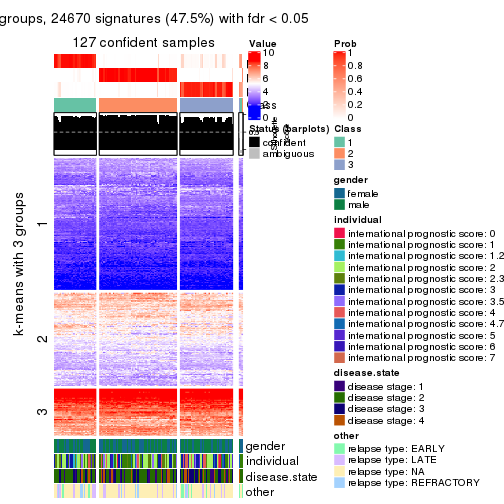 groups, 24670 signatures (47.5%) with fdr < 0.05
127 confident samples
k-means with 3 groups
1
2
3
gender
individual
disease.state
other
Value
10
8
6
4
2
0
Status (barplots)
confident
ambiguous
Prob
1
0.8
0.6
0.4
0.2
0
Class
1
2
3
gender
female
male
individual
international prognostic score: 0
international prognostic score: 1
international prognostic score: 1.2
international prognostic score: 2
international prognostic score: 2.3
international prognostic score: 3
international prognostic score: 3.5
international prognostic score: 4
international prognostic score: 4.7
international prognostic score: 5
international prognostic score: 6
international prognostic score: 7
disease.state
disease stage: 1
disease stage: 2
disease stage: 3
disease stage: 4
other
relapse type: EARLY
relapse type: LATE
relapse type: NA
relapse type: REFRACTORY